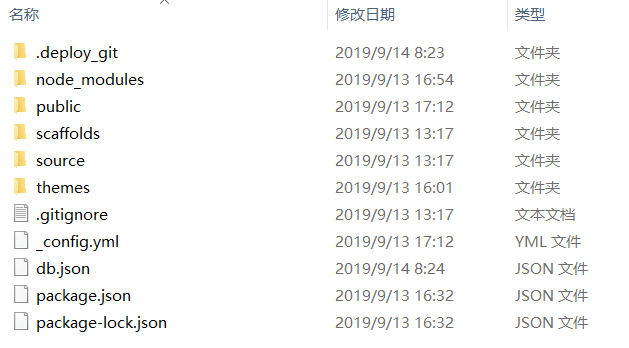 名称 修改日期 类型
.deploy_git 2019/9/14 8:23 文件夹
node_modules 2019/9/13 16:54 文件夹
public 2019/9/13 17:12 文件夹
scaffolds 2019/9/13 13:17 文件夹
source 2019/9/13 13:17 文件夹
themes 2019/9/13 16:01 文件夹
.gitignore 2019/9/13 13:17 文本文档
_config.yml 2019/9/13 17:12 YML 文件
db.json 2019/9/14 8:24 JSON 文件
package.json 2019/9/13 16:32 JSON 文件
package-lock.json 2019/9/13 16:32 JSON 文件